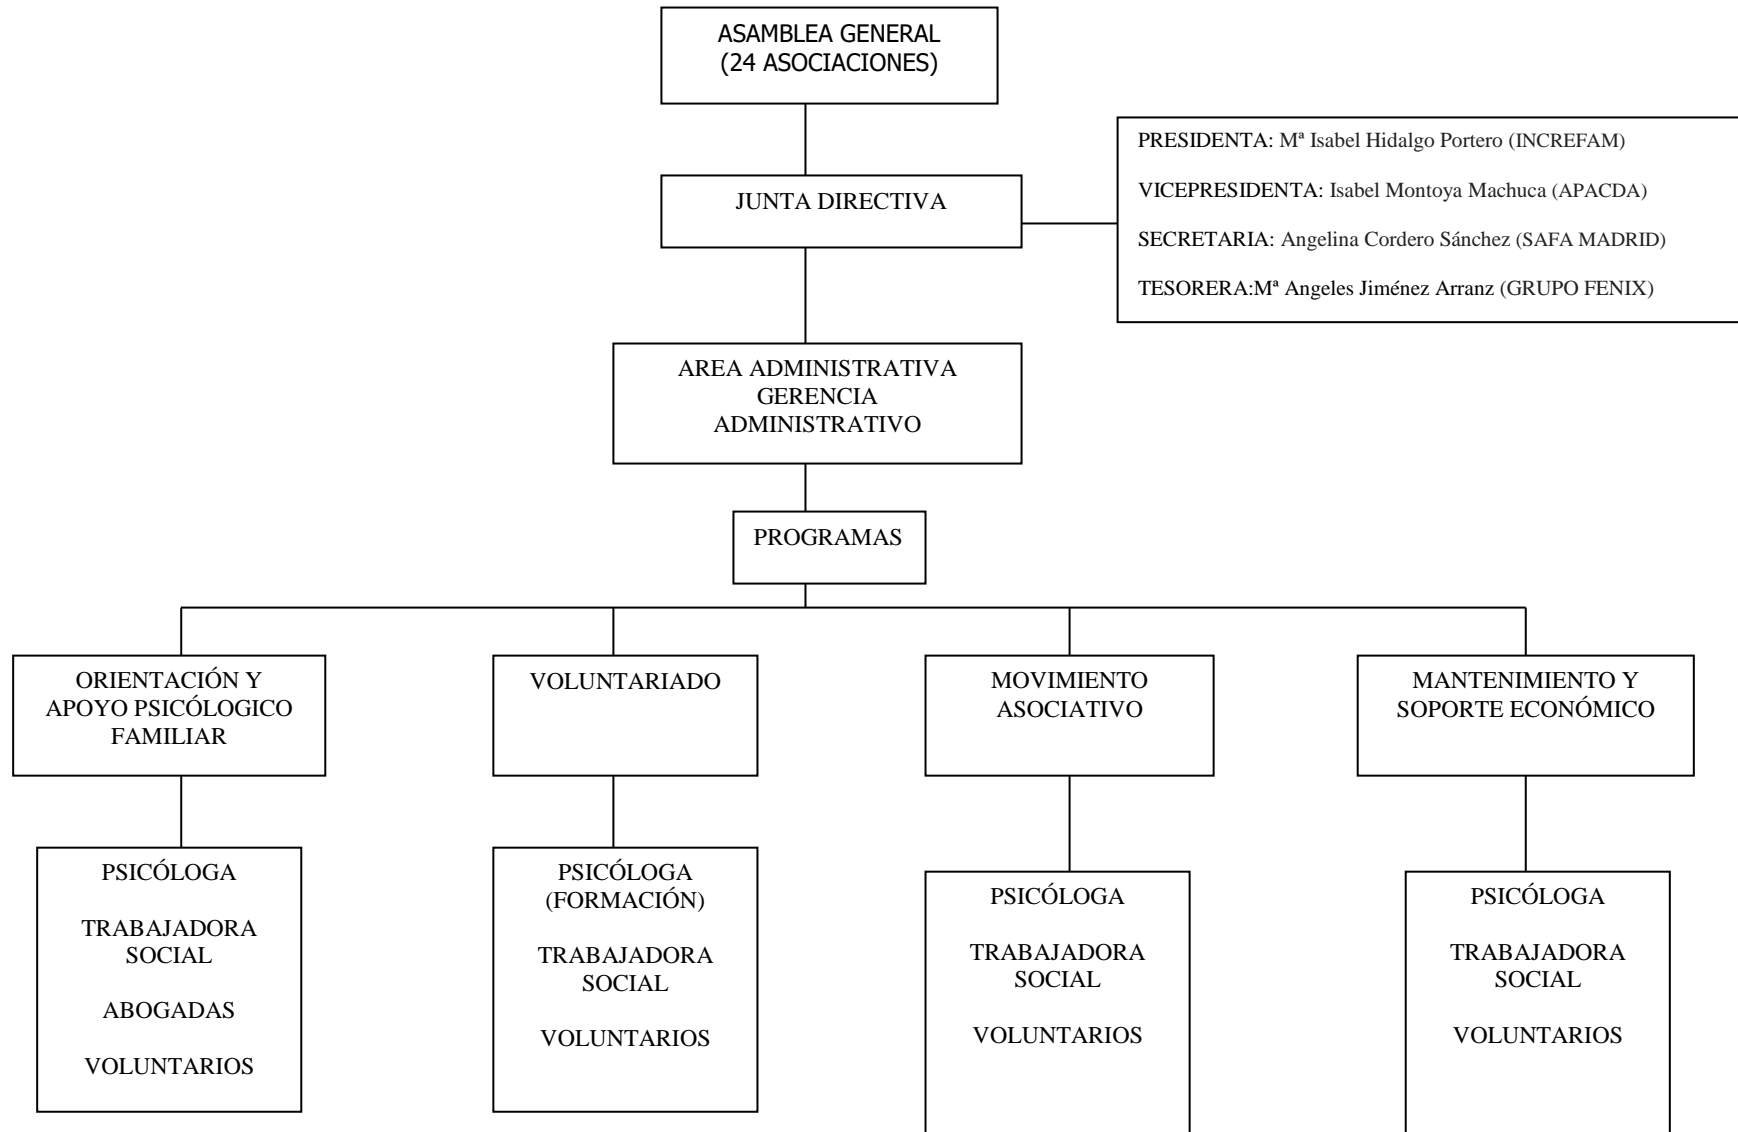 ASAMBLEA GENERAL
(24 ASOCIACIONES)
PRESIDENTA: Mª Isabel Hidalgo Portero (INCREFAM)
VICEPRESIDENTA: Isabel Montoya Machuca (APACDA)
SECRETARIA: Angelina Cordero Sánchez (SAFA MADRID)
TESORERA:Mª Angeles Jiménez Arranz (GRUPO FENIX)
JUNTA DIRECTIVA
AREA ADMINISTRATIVA
GERENCIA
ADMINISTRATIVO
PROGRAMAS
ORIENTACIÓN Y
APOYO PSICÓLOGICO
FAMILIAR
VOLUNTARIADO
MOVIMIENTO
ASOCIATIVO
MANTENIMIENTO Y
SOPORTE ECONÓMICO
PSICÓLOGA
TRABAJADORA
SOCIAL
ABOGADAS
VOLUNTARIOS
PSICÓLOGA
(FORMACIÓN)
TRABAJADORA
SOCIAL
VOLUNTARIOS
PSICÓLOGA
TRABAJADORA
SOCIAL
VOLUNTARIOS
PSICÓLOGA
TRABAJADORA
SOCIAL
VOLUNTARIOS